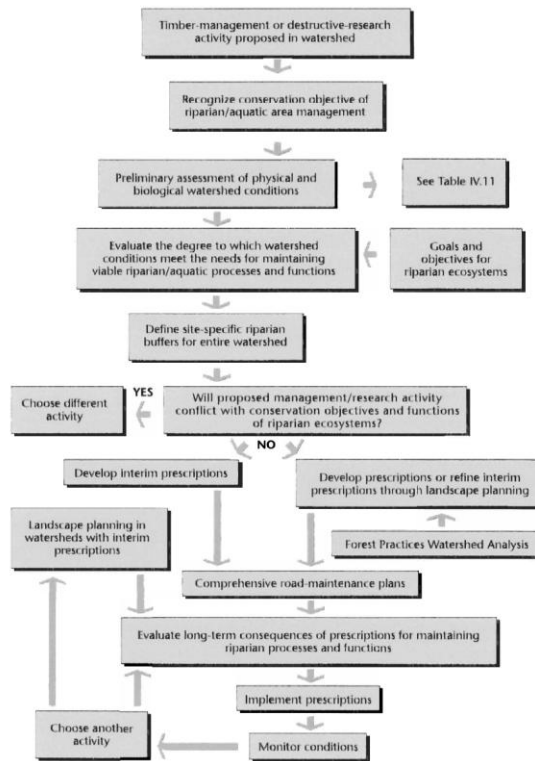 Timber-management or destructive-research
activity proposed in watershed
Recognize conservation objective of
riparian/aquatic area management
Preliminary assessment of physical and
biological watershed conditions
See Table IV.11
Evaluate the degree to which watershed
conditions meet the needs for maintaining
viable riparian/aquatic processes and functions
Goals and
objectives for
riparian ecosystems
Define site-specific riparian
buffers for entire watershed
Will proposed management/research activity
conflict with conservation objectives and functions
of riparian ecosystems?
YES
Choose different
activity
NO
Develop interim prescriptions
Develop prescriptions or refine interim
prescriptions through landscape planning
Landscape planning in
watersheds with interim
prescriptions
Forest Practices Watershed Analysis
Comprehensive road-maintenance plans
Evaluate long-term consequences of prescriptions for maintaining
riparian processes and functions
Implement prescriptions
Choose another
activity
Monitor conditions